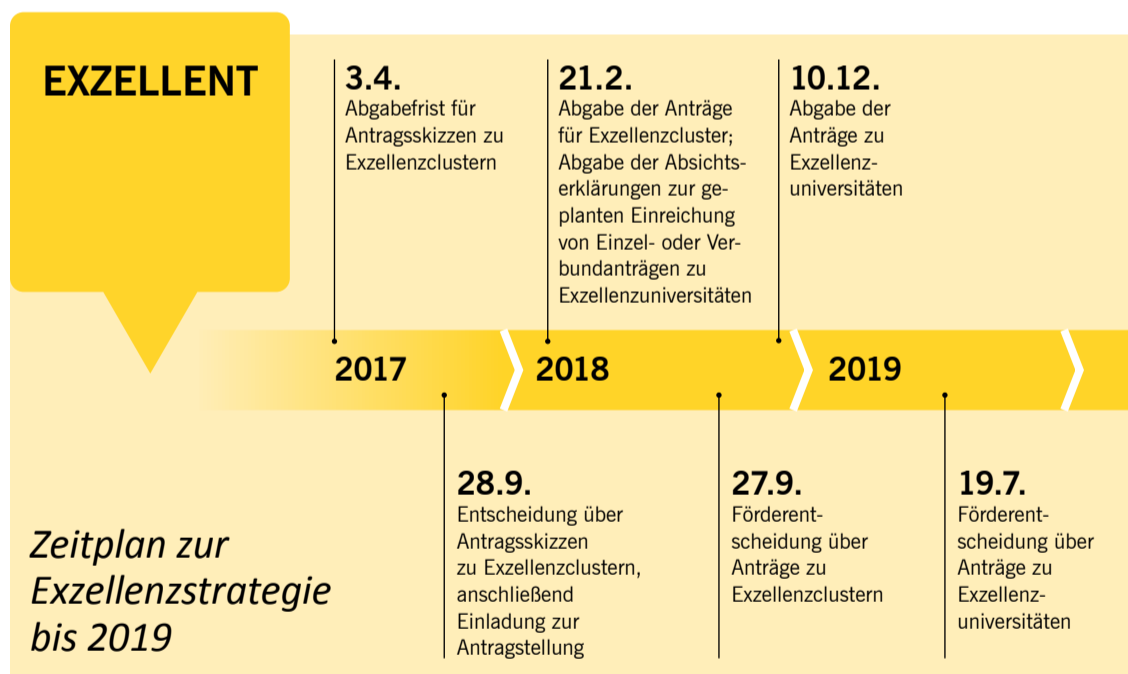 EXZELLENT
3.4.
Abgabefrist für
Antragsskizzen zu
Exzellenzclustern
21.2.
Abgabe der Anträge
für Exzellenzcluster;
Abgabe der Absichts-
erklärungen zur ge-
planten Einreichung
von Einzel- oder Ver-
bundanträgen zu
Exzellenzuniversitäten
10.12.
Abgabe der
Anträge zu
Exzellenz-
universitäten
2017
2018
2019
28.9.
Entscheidung über
Antragsskizzen
zu Exzellenzclustern,
anschließend
Einladung zur
Antragstellung
27.9.
Förderent-
scheidung über
Anträge zu
Exzellenzclustern
19.7.
Förderent-
scheidung über
Anträge zu
Exzellenz-
universitäten
Zeitplan zur
Exzellenzstrategie
bis 2019